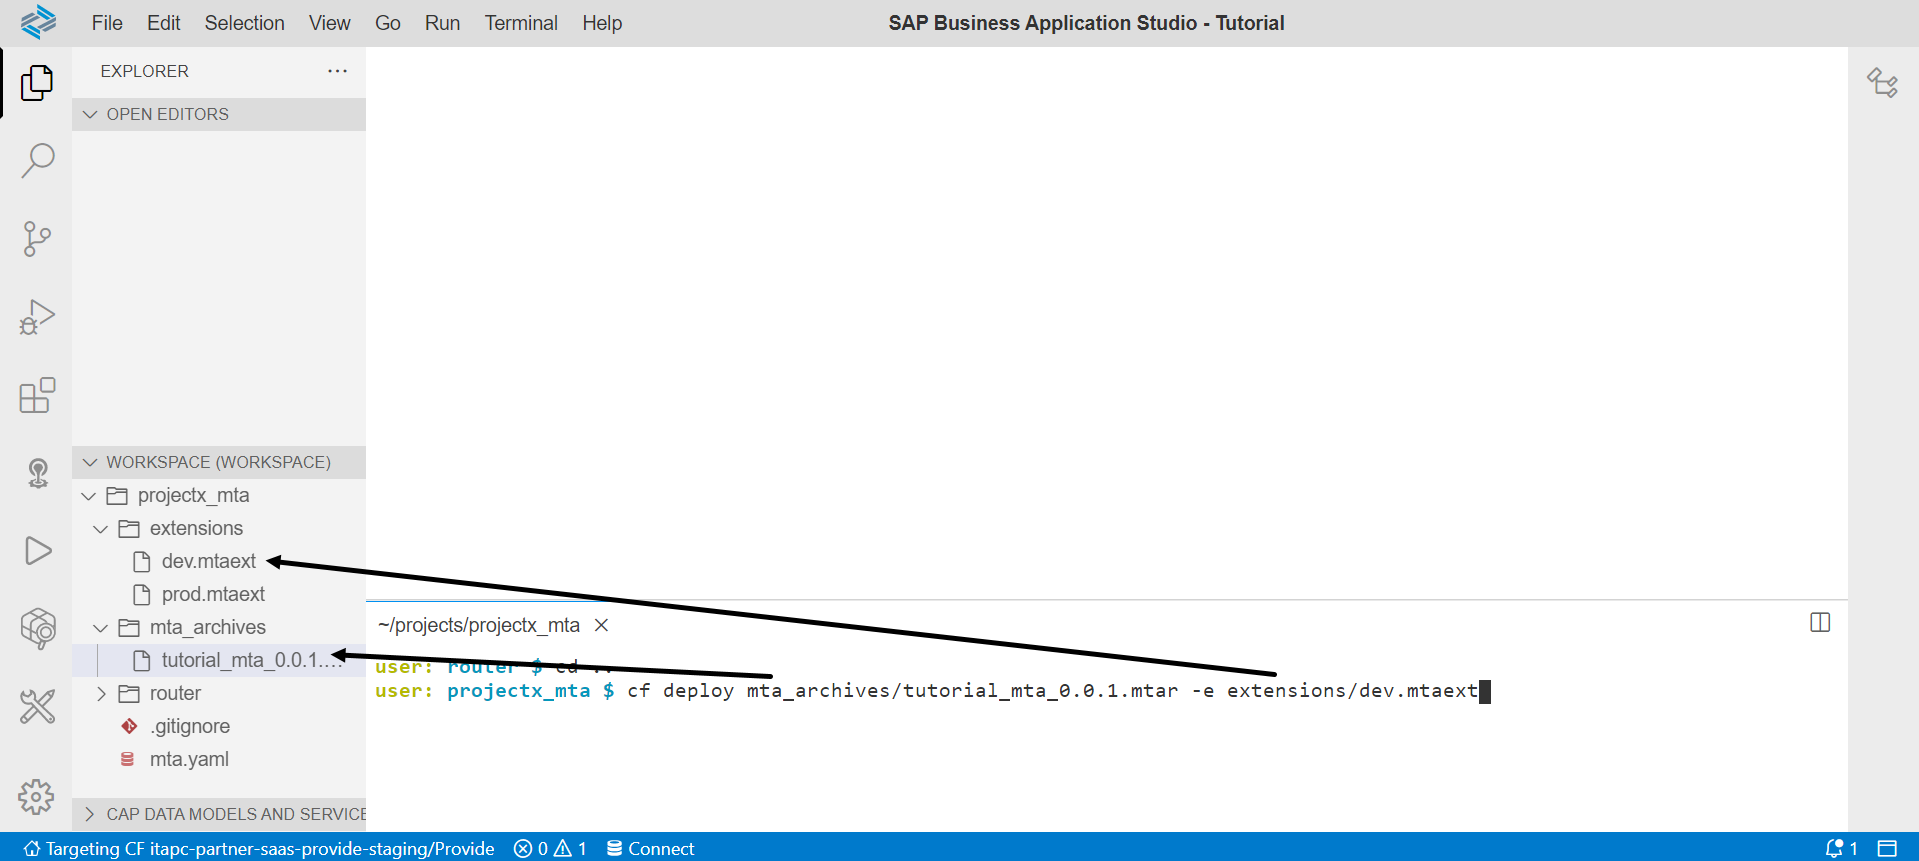 File Edit Selection View Go Run Terminal Help
SAP Business Application Studio - Tutorial
EXPLORER
OPEN EDITORS
WORKSPACE (WORKSPACE)
projectx_mta
extensions
dev.mtaext
prod.mtaext
mta_archives
tutorial_mta_0.0.1....
router
.gitignore
mta.yaml
CAP DATA MODELS AND SERVICE
~/projects/projectx_mta
user: router $ cd ..
user: projectx_mta $ cf deploy mta_archives/tutorial_mta_0.0.1.mtar -e extensions/dev.mtaext
Targeting CF itapc-partner-saas-provide-staging/Provide 0 1 Connect 1